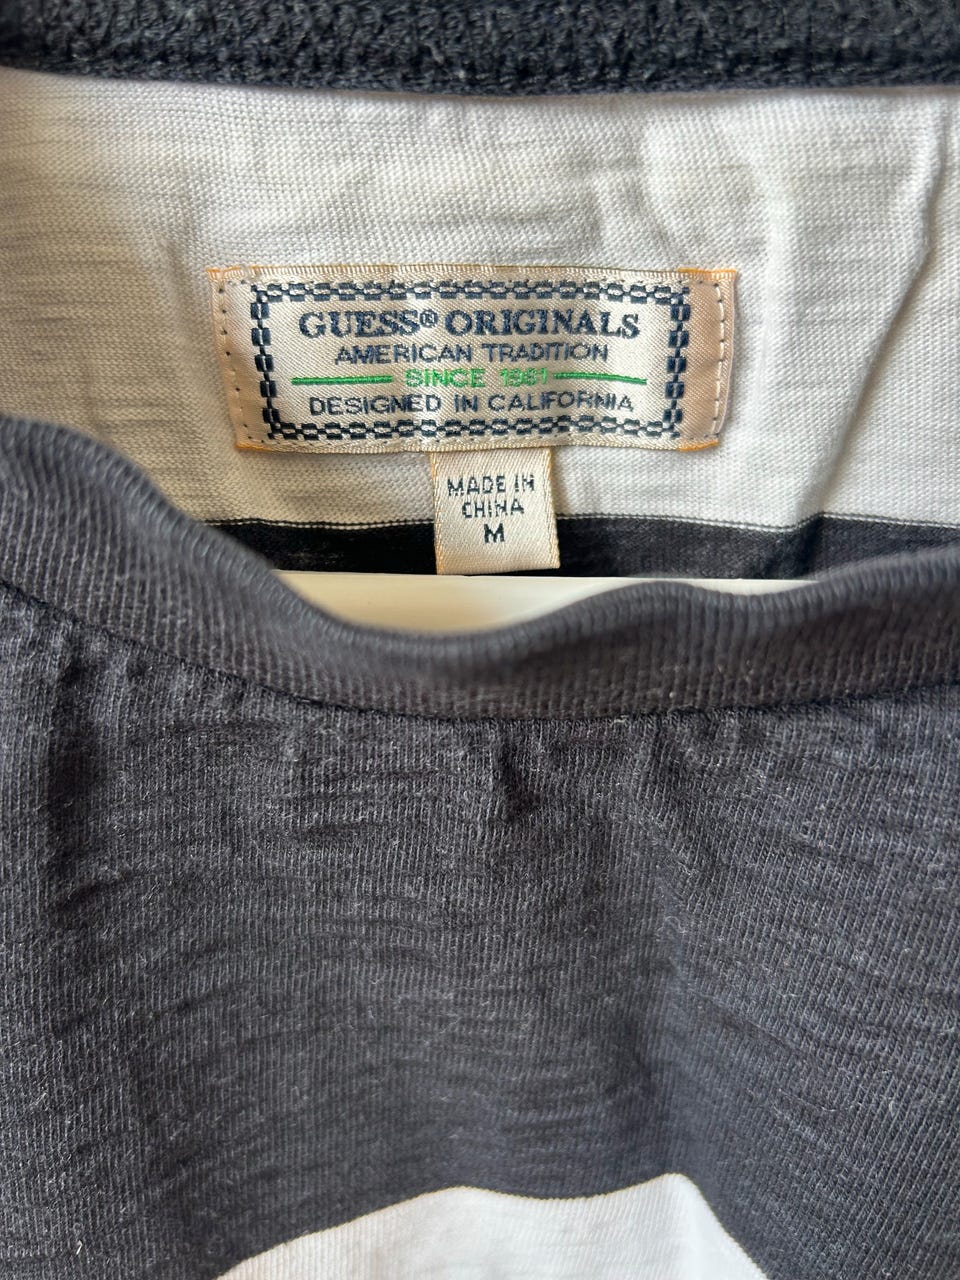 GUESS® ORIGINALS
AMERICAN TRADITION
SINCE 1981
DESIGNED IN CALIFORNIA
MADE IN
CHINA
M